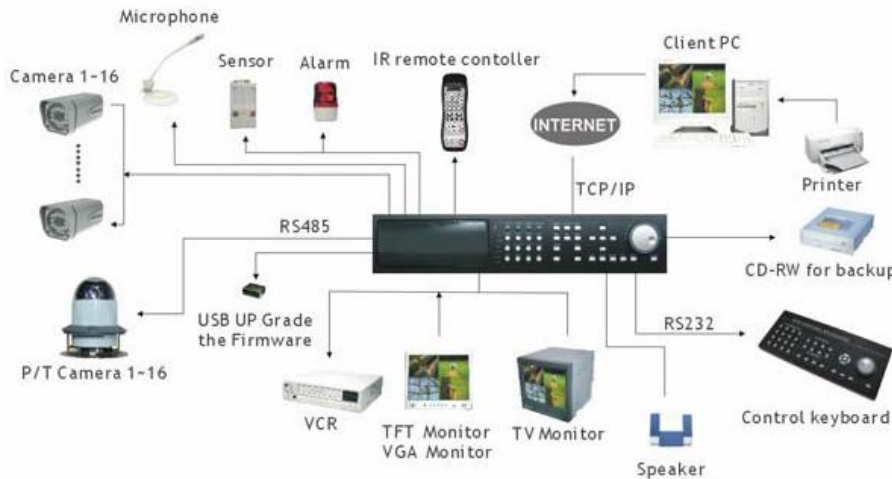 Microphone
Camera 1~16
Sensor
Alarm
IR remote contoller
Client PC
INTERNET
TCP/IP
Printer
RS485
CD-RW for backup
USB UP Grade
the Firmware
P/T Camera 1~16
RS232
VCR
TFT Monitor
VGA Monitor
TV Monitor
Control keyboard
Speaker